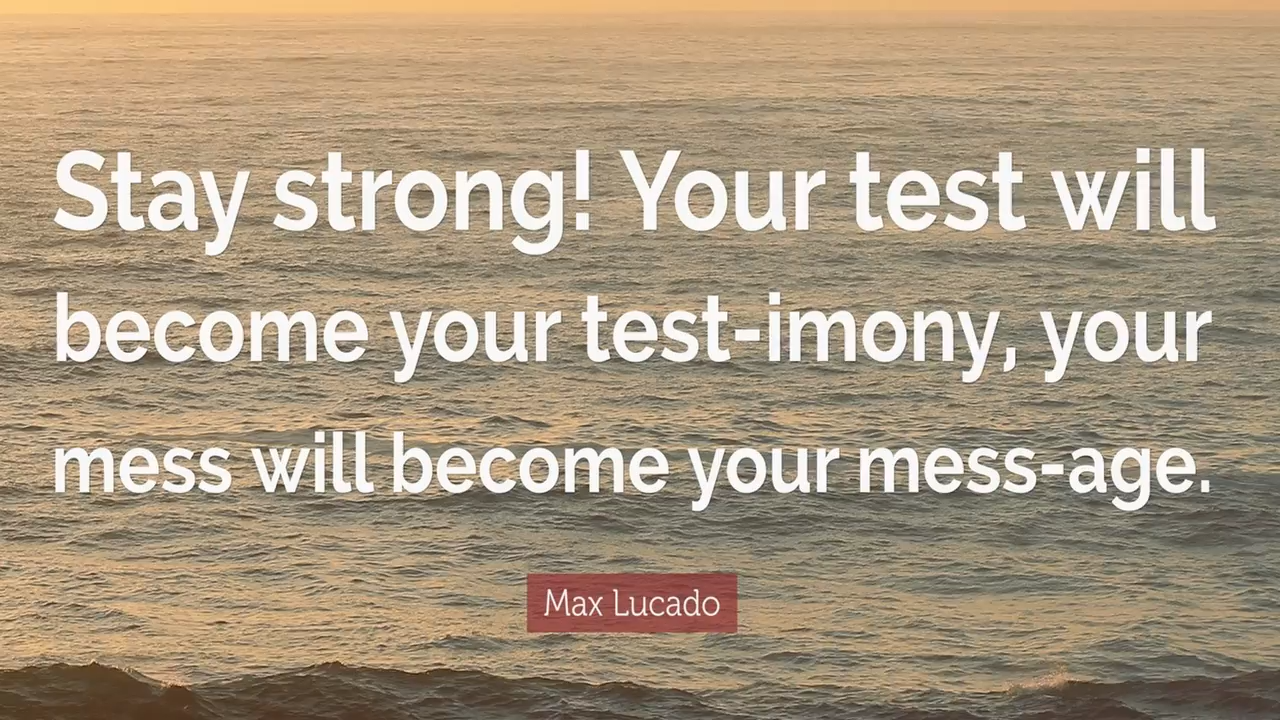 Stay strong! Your test will
become your test-imony, your
mess will become your mess-age.
Max Lucado